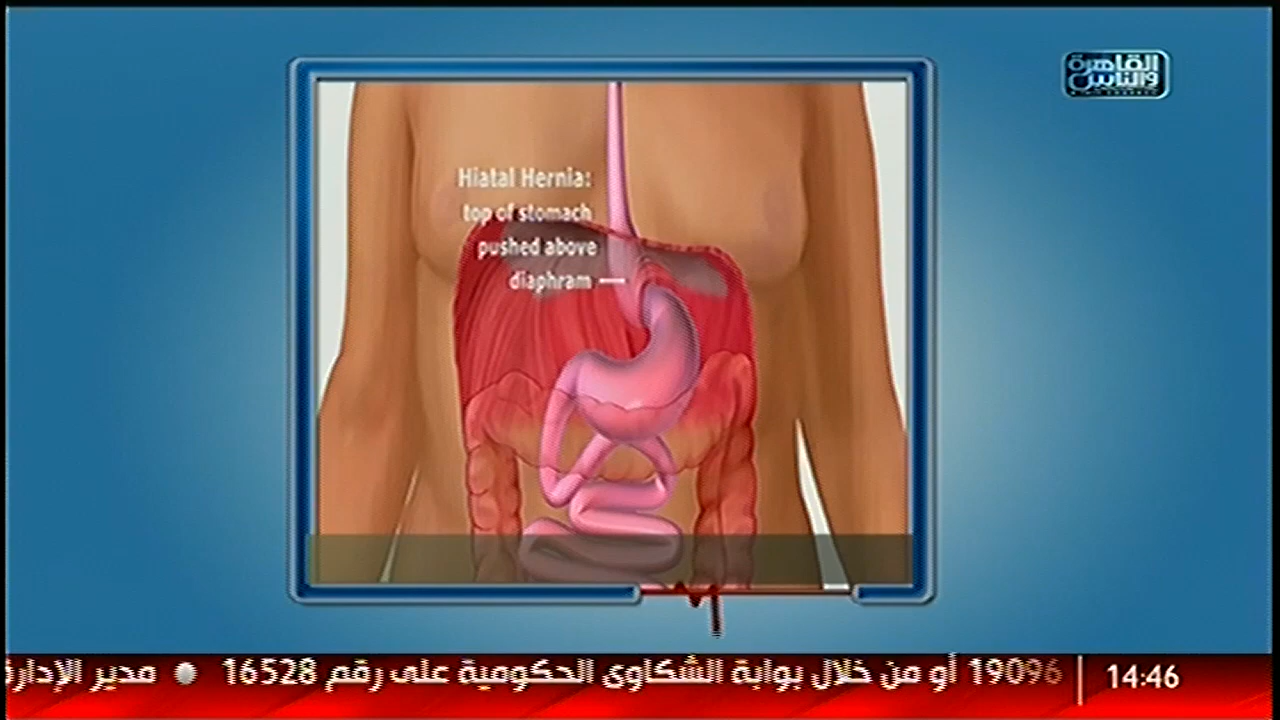 القاهرة
والناس
Hiatal Hernia:
top of stomach
pushed above
diaphram
19096 أو من خلال بوابة الشكاوى الحكومية على رقم 16528 ● مدير الإدارة
14:46